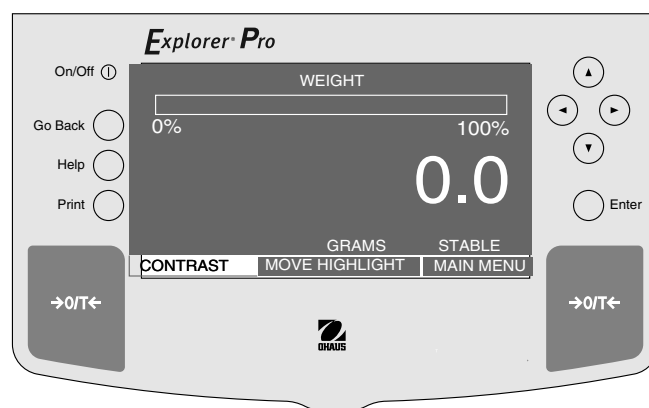 Explorer® Pro
On/Off
Go Back
Help
Print
WEIGHT
0% 100%
0.0
GRAMS STABLE
CONTRAST MOVE HIGHLIGHT MAIN MENU
Enter
→0/T←
→0/T←
OHAUS